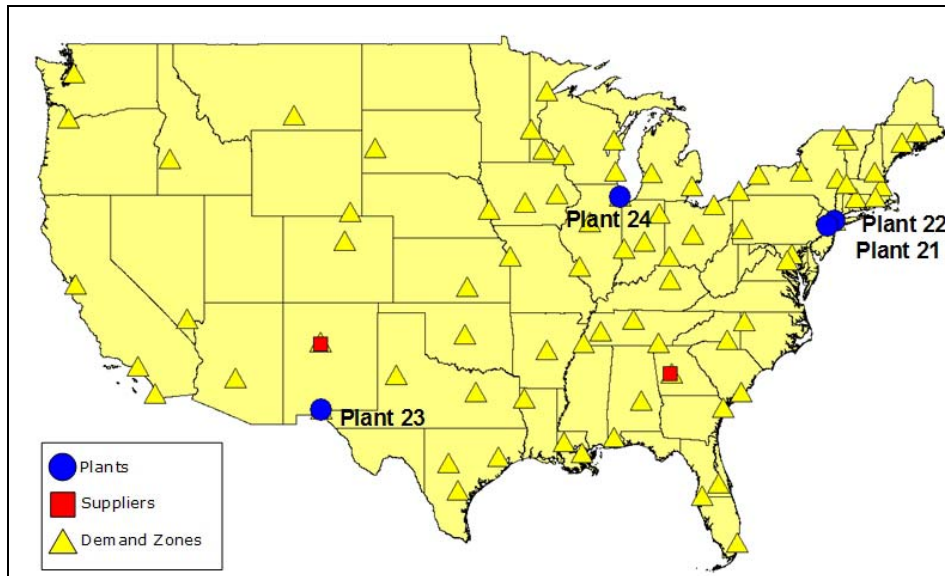 Plant 24
Plant 22
Plant 21
Plant 23
Plants
Suppliers
Demand Zones